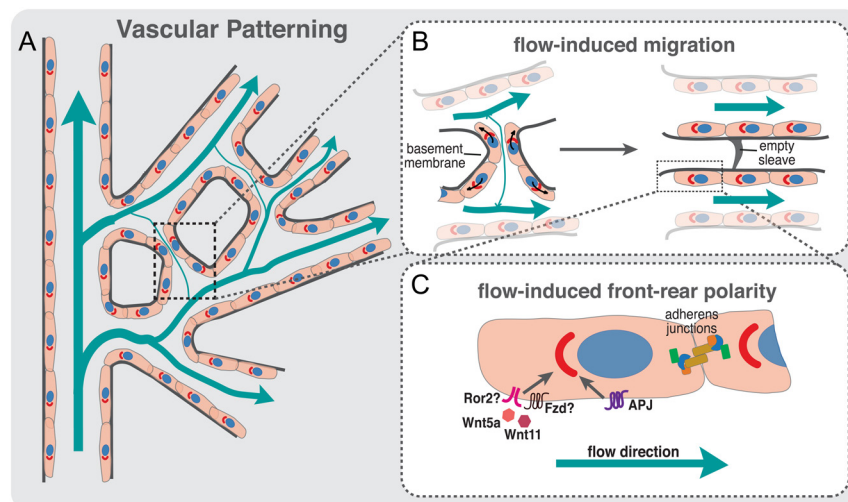 A
Vascular Patterning
B
flow-induced migration
basement
membrane
empty
sleave
C
flow-induced front-rear polarity
adherens
junctions
Ror2?
Fzd?
APJ
Wnt5a
Wnt11
flow direction